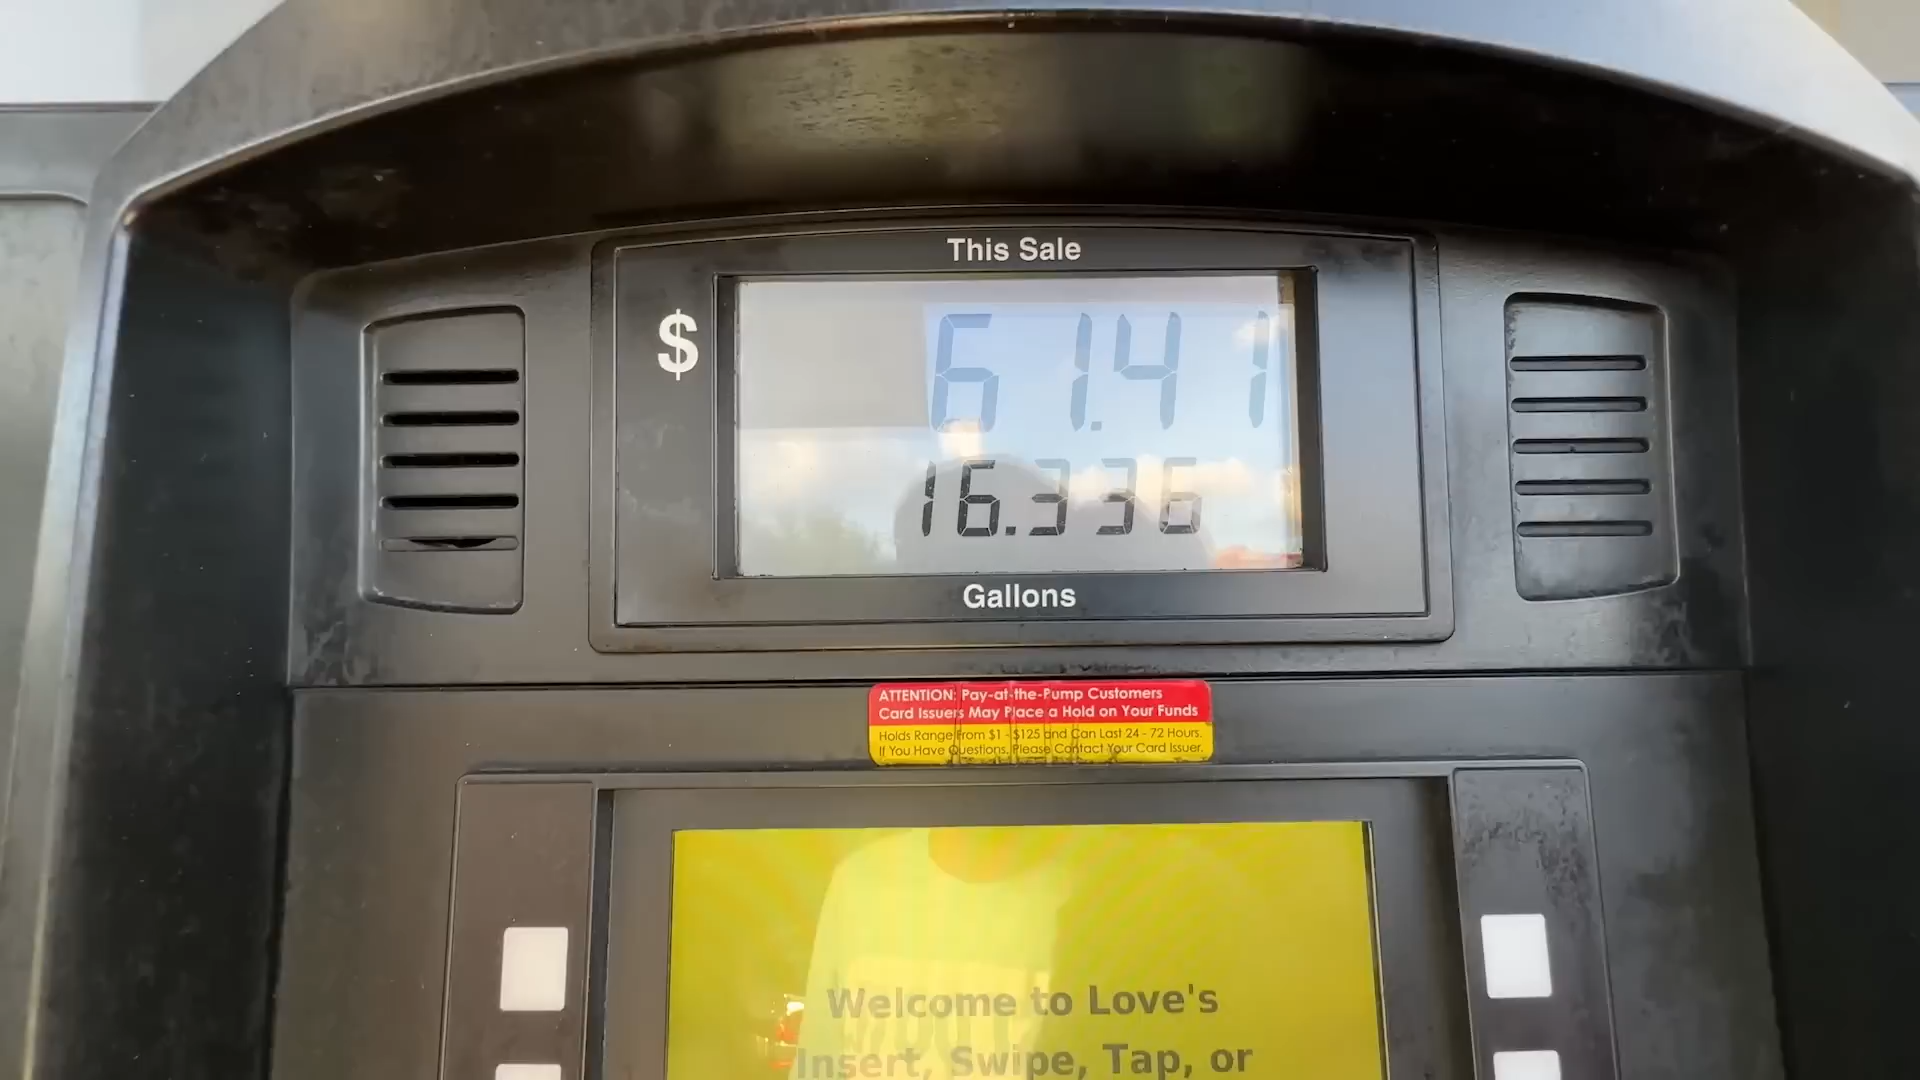 This Sale
$ 61.41
16.336
Gallons
ATTENTION: Pay-at-the-Pump Customers
Card Issuers May Place a Hold on Your Funds
Holds Range From $1 - $125 and Can Last 24 - 72 Hours.
If You Have Questions, Please Contact Your Card Issuer.
Welcome to Love's
Insert, Swipe, Tap, or